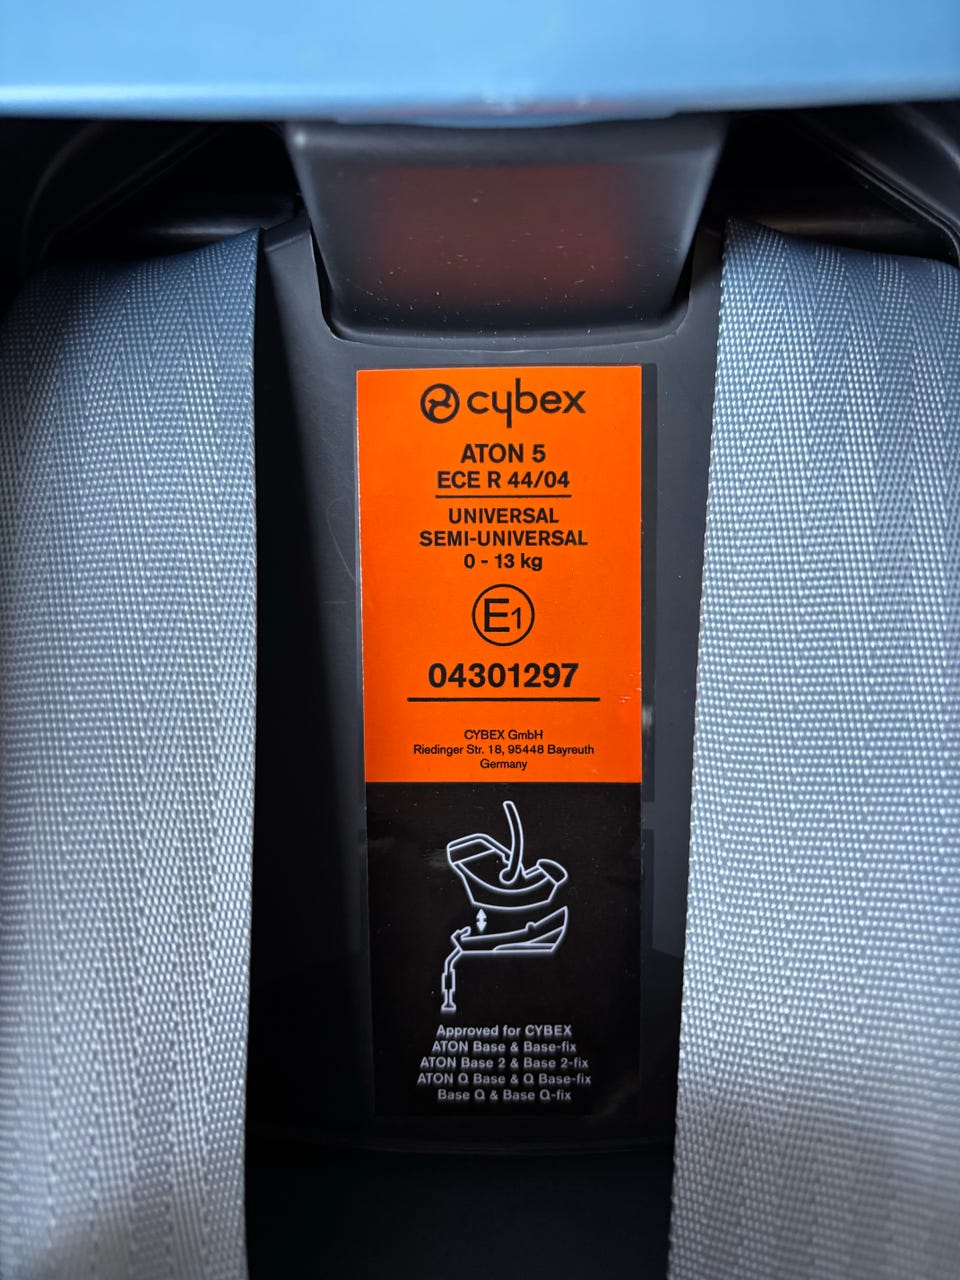 cybex
ATON 5
ECE R 44/04
UNIVERSAL
SEMI-UNIVERSAL
0 - 13 kg
E1
04301297
CYBEX GmbH
Riedinger Str. 18, 95448 Bayreuth
Germany
Approved for CYBEX
ATON Base & Base-fix
ATON Base 2 & Base 2-fix
ATON Q Base & Q Base-fix
Base Q & Base Q-fix